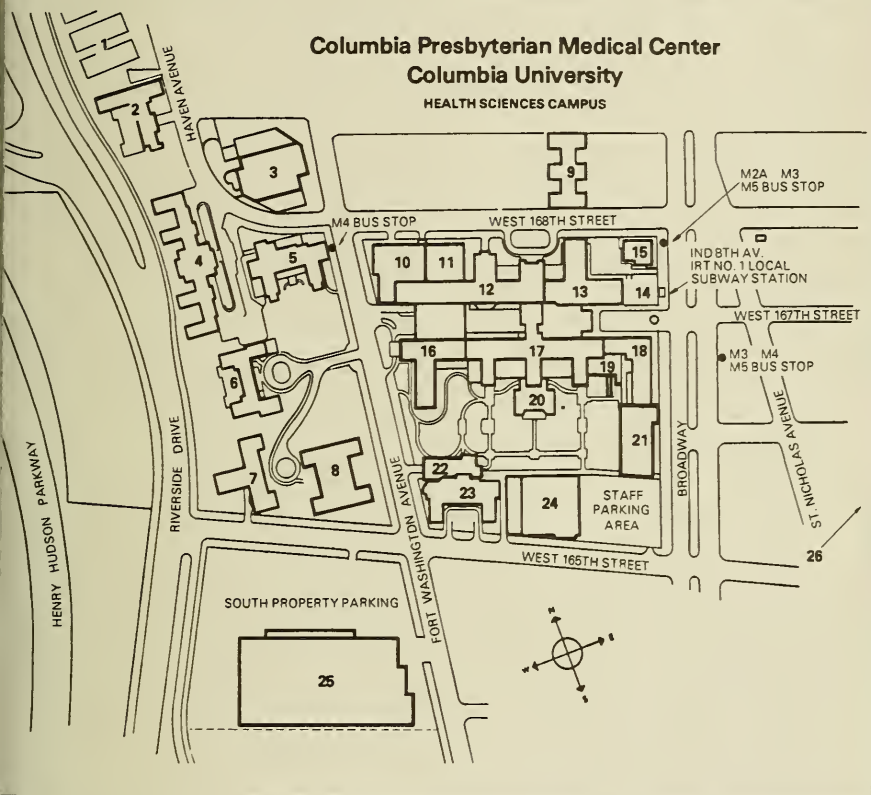 Columbia Presbyterian Medical Center
Columbia University
HEALTH SCIENCES CAMPUS
1
HAVEN AVENUE
2
3
9
M2A M3
M5 BUS STOP
M4 BUS STOP
WEST 168TH STREET
4
5
10
11
12
13
15
14
IND 8TH AV.
IRT NO. 1 LOCAL
SUBWAY STATION
WEST 167TH STREET
16
17
18
19
20
M3 M4
M5 BUS STOP
6
21
7
8
22
23
24
STAFF
PARKING
AREA
BROADWAY
ST. NICHOLAS AVENUE
26
HENRY HUDSON PARKWAY
RIVERSIDE DRIVE
FORT WASHINGTON AVENUE
WEST 165TH STREET
SOUTH PROPERTY PARKING
25
N
E
W
S